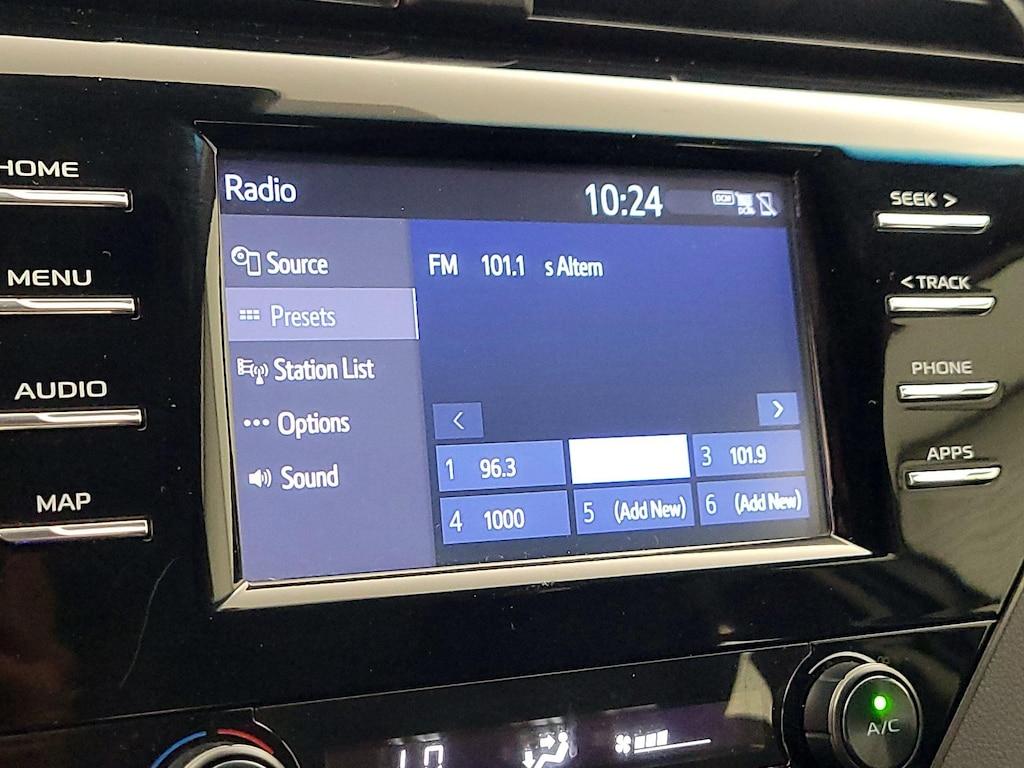 HOME
MENU
AUDIO
MAP
Radio
10:24
DCM
Source
Presets
Station List
Options
Sound
FM 101.1 s Altern
<
>
1 96.3
3 101.9
4 1000
5 (Add New)
6 (Add New)
SEEK >
< TRACK
PHONE
APPS
A/C